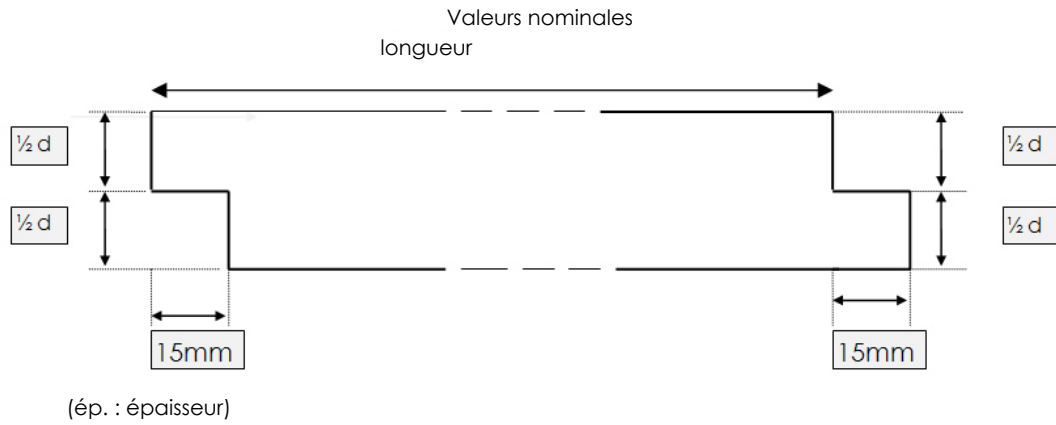 Valeurs nominales
longueur
½ d
½ d
½ d
½ d
15mm
15mm
(ép. : épaisseur)